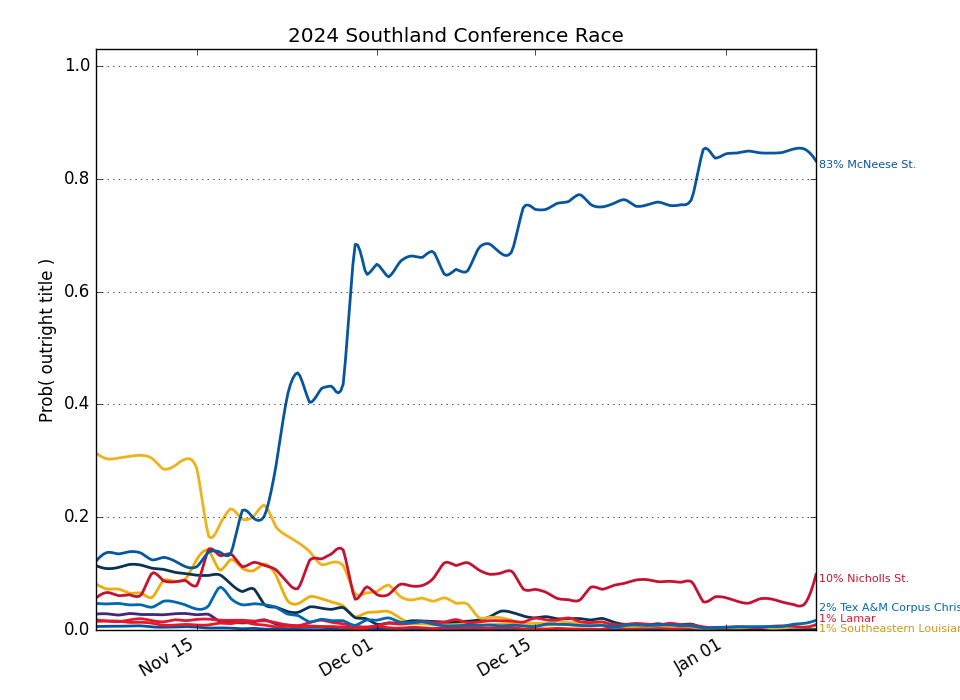 2024 Southland Conference Race
Prob( outright title )
1.0
0.8
0.6
0.4
0.2
0.0
Nov 15
Dec 01
Dec 15
Jan 01
83% McNeese St.
10% Nicholls St.
2% Tex A&M Corpus Chris
1% Lamar
1% Southeastern Louisian